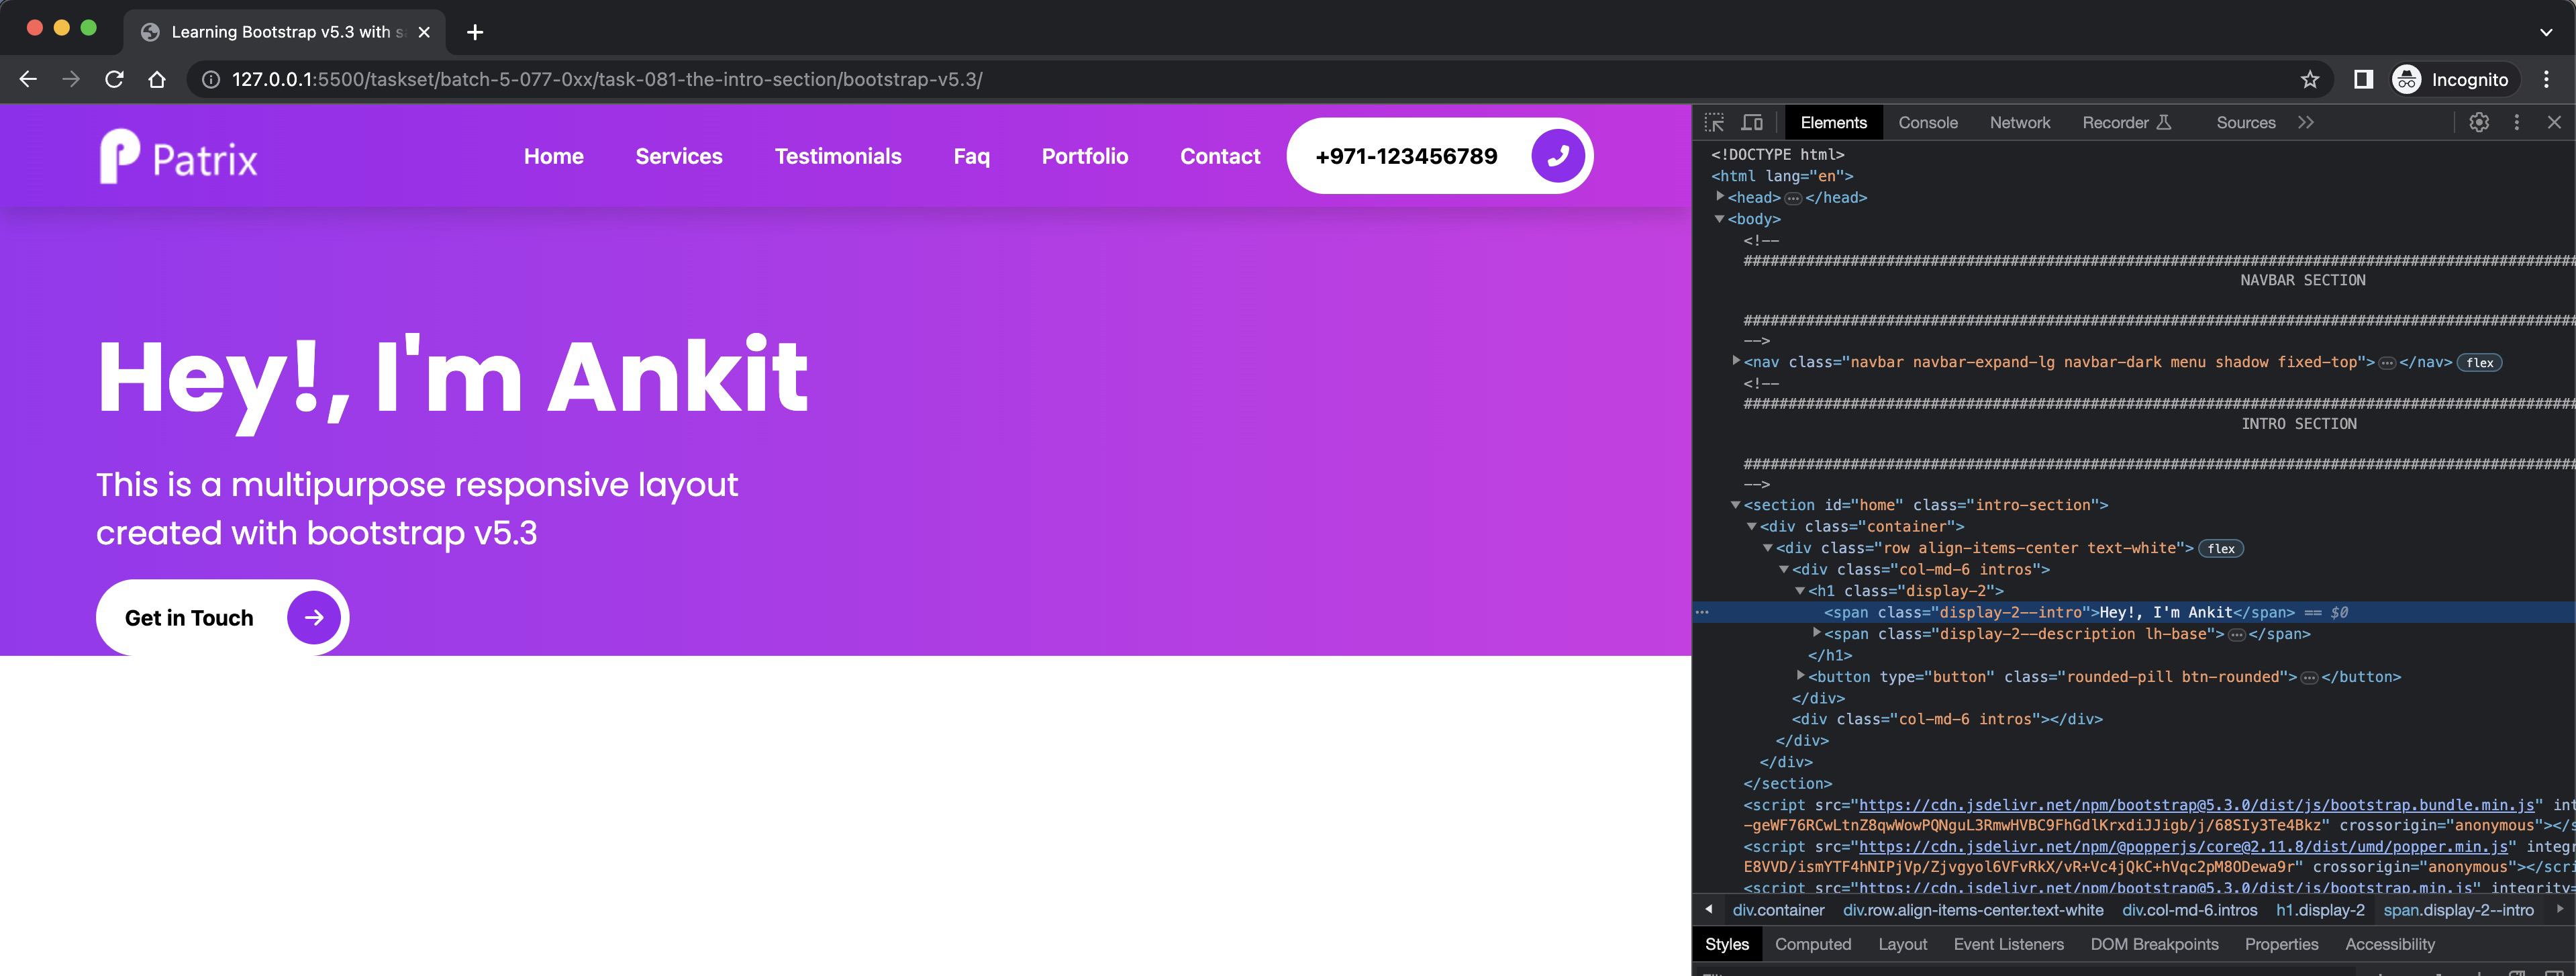 Learning Bootstrap v5.3 with s
127.0.0.1:5500/taskset/batch-5-077-0xx/task-081-the-intro-section/bootstrap-v5.3/
Incognito
Patrix
Home
Services
Testimonials
Faq
Portfolio
Contact
+971-123456789
Hey!, I'm Ankit
This is a multipurpose responsive layout
created with bootstrap v5.3
Get in Touch
Elements Console Network Recorder Sources
<!DOCTYPE html>
<html lang="en">
<head> ••• </head>
<body>
<!--
NAVBAR SECTION
-->
<nav class="navbar navbar-expand-lg navbar-dark menu shadow fixed-top"> ••• </nav> flex
<!--
INTRO SECTION
-->
<section id="home" class="intro-section">
<div class="container">
<div class="row align-items-center text-white"> flex
<div class="col-md-6 intros">
<h1 class="display-2">
<span class="display-2--intro">Hey!, I'm Ankit</span> == $0
<span class="display-2--description lh-base"> ••• </span>
</h1>
<button type="button" class="rounded-pill btn-rounded"> ••• </button>
</div>
<div class="col-md-6 intros"></div>
</div>
</div>
</section>
<script src="https://cdn.jsdelivr.net/npm/bootstrap@5.3.0/dist/js/bootstrap.bundle.min.js" int
-geWF76RCwLtnZ8qwWowPQNguL3RmwHVBC9FhGdlKrxdiJJigb/j/68SIy3Te4Bkz" crossorigin="anonymous"></s
<script src="https://cdn.jsdelivr.net/npm/@popperjs/core@2.11.8/dist/umd/popper.min.js" integr
E8VVD/ismYTF4hNIPjVp/Zjvgyol6VFvRkX/vR+Vc4jQkC+hVqc2pM8ODewa9r" crossorigin="anonymous"></scri
<script src="https://cdn.jsdelivr.net/npm/bootstrap@5.3.0/dist/js/bootstrap.min.js" integrity=
div.container div.row.align-items-center.text-white div.col-md-6.intros h1.display-2 span.display-2--intro
Styles Computed Layout Event Listeners DOM Breakpoints Properties Accessibility